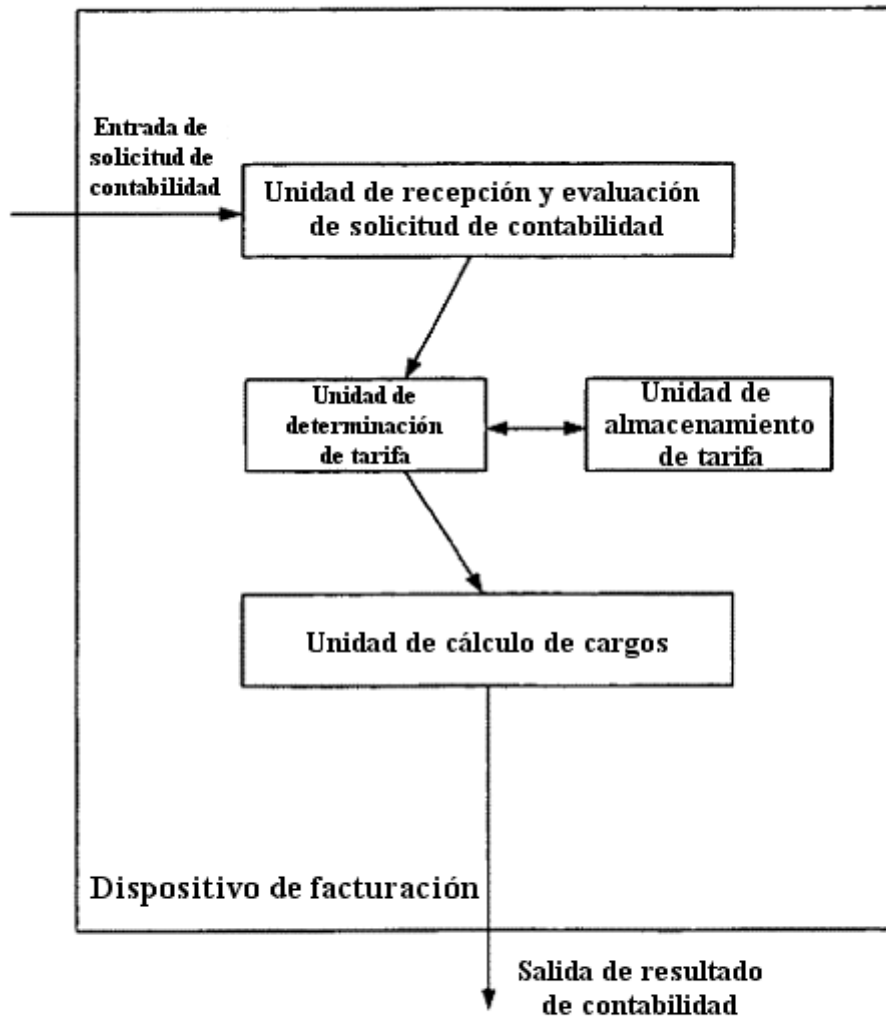 Entrada de
solicitud de
contabilidad
Unidad de recepción y evaluación
de solicitud de contabilidad
Unidad de
determinación
de tarifa
Unidad de
almacenamiento
de tarifa
Unidad de cálculo de cargos
Dispositivo de facturación
Salida de resultado
de contabilidad